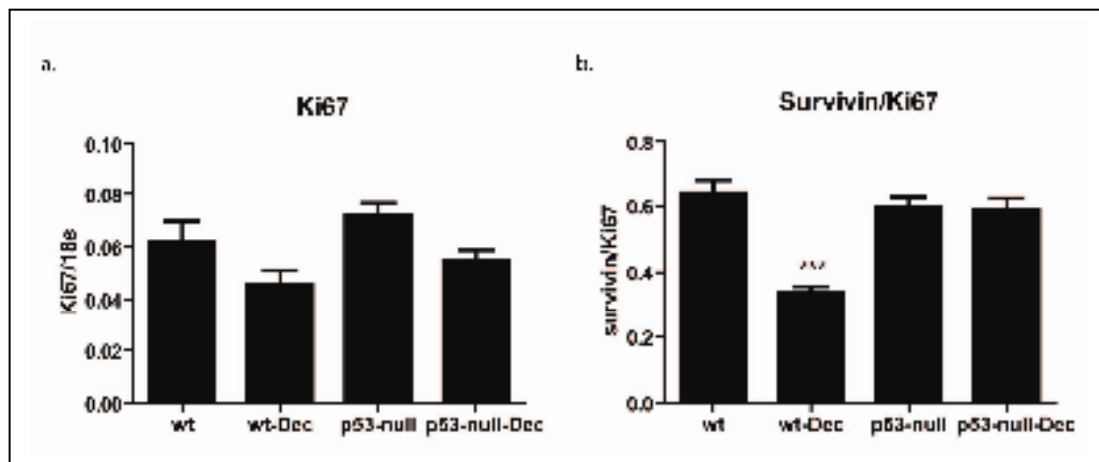 a.
Ki67
Ki67/18s
0.10
0.08
0.06
0.04
0.02
0.00
wt
wt-Dec
p53-null
p53-null-Dec
b.
Survivin/Ki67
survivin/Ki67
0.8
0.6
0.4
0.2
0.0
***
wt
wt-Dec
p53-null
p53-null-Dec